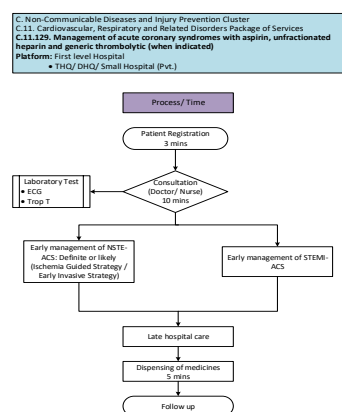 C. Non-Communicable Diseases and Injury Prevention Cluster
C.11. Cardiovascular, Respiratory and Related Disorders Package of Services
C.11.129. Management of acute coronary syndromes with aspirin, unfractionated
heparin and generic thrombolytic (when indicated)
Platform: First level Hospital
• THQ/ DHQ/ Small Hospital (Pvt.)
Process/ Time
Patient Registration
3 mins
Laboratory Test
• ECG
• Trop T
Consultation
(Doctor/ Nurse)
10 mins
Early management of NSTE-
ACS: Definite or likely
(Ischemia Guided Strategy /
Early Invasive Strategy)
Early management of STEMI-
ACS
Late hospital care
Dispensing of medicines
5 mins
Follow up